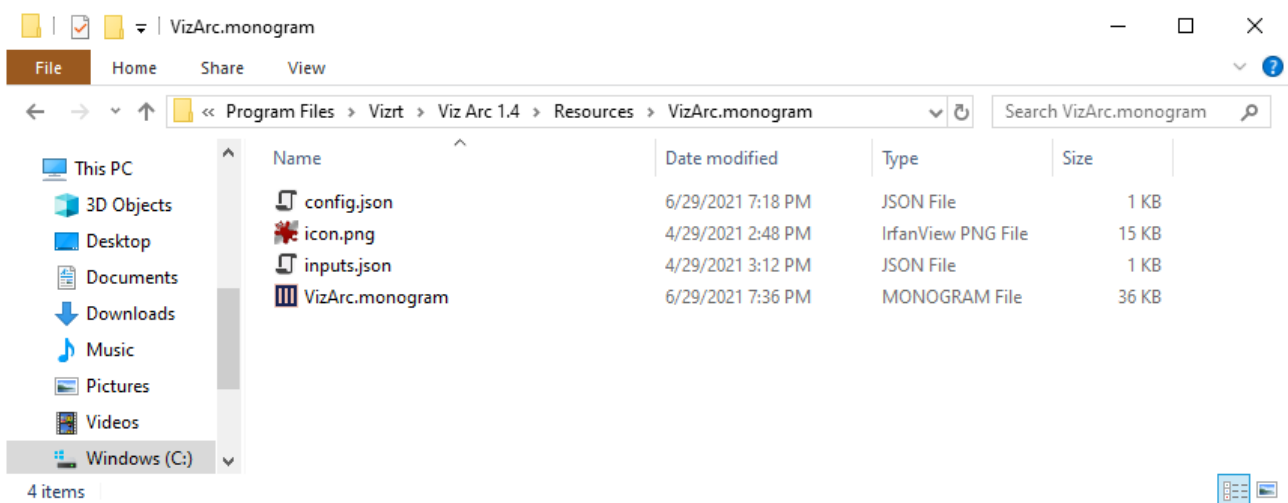 VizArc.monogram
File Home Share View
« Program Files > Vizrt > Viz Arc 1.4 > Resources > VizArc.monogram Search VizArc.monogram
This PC Name Date modified Type Size
3D Objects config.json 6/29/2021 7:18 PM JSON File 1 KB
Desktop icon.png 4/29/2021 2:48 PM IrfanView PNG File 15 KB
Documents inputs.json 4/29/2021 3:12 PM JSON File 1 KB
Downloads VizArc.monogram 6/29/2021 7:36 PM MONOGRAM File 36 KB
Music
Pictures
Videos
Windows (C:)
4 items